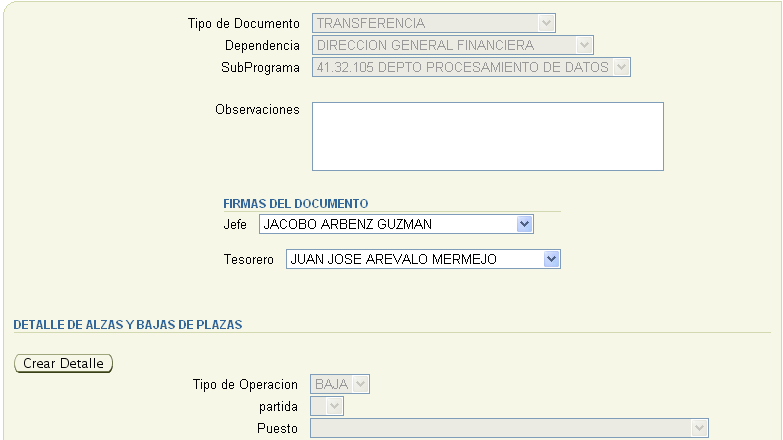 Tipo de Documento TRANSFERENCIA
Dependencia DIRECCION GENERAL FINANCIERA
SubPrograma 41.32.105 DEPTO PROCESAMIENTO DE DATOS
Observaciones
FIRMAS DEL DOCUMENTO
Jefe JACOBO ARBENZ GUZMAN
Tesorero JUAN JOSE AREVALO MERMEJO
DETALLE DE ALZAS Y BAJAS DE PLAZAS
Crear Detalle
Tipo de Operacion BAJA
partida
Puesto